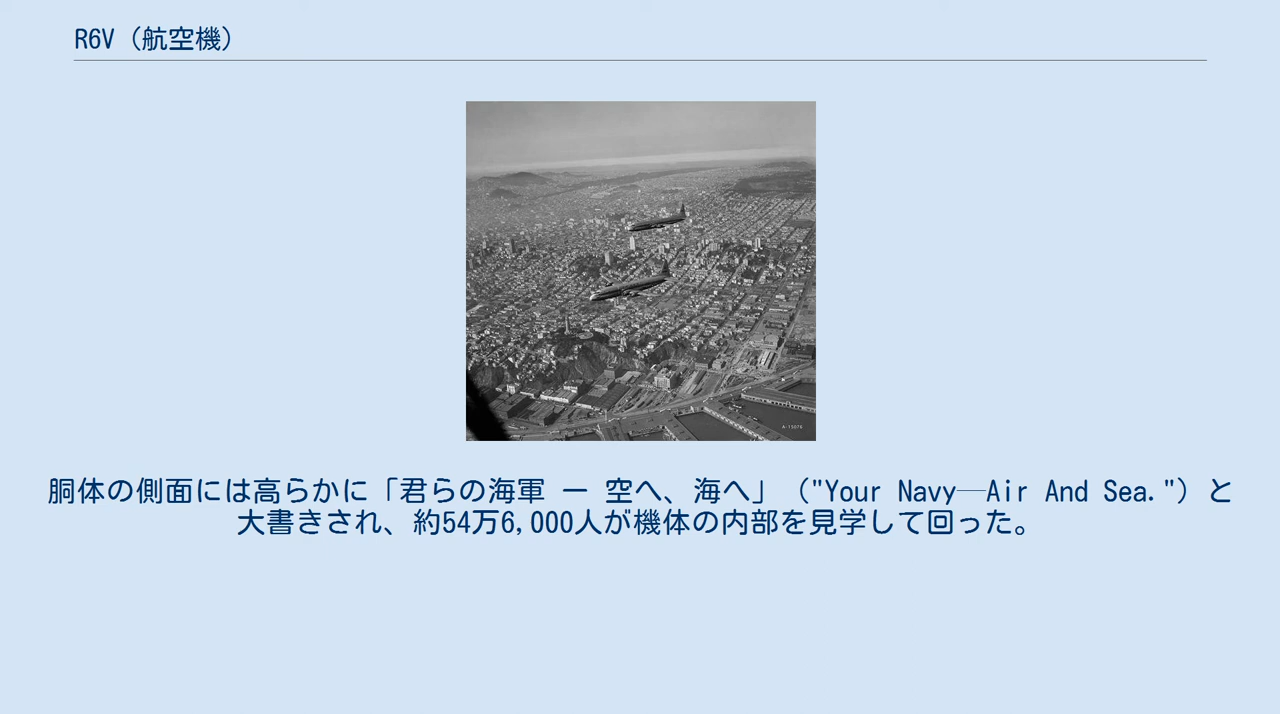 R6V（航空機）
A-15070
胴体の側面には高らかに「君らの海軍 ー 空へ、海へ」（"Your Navy—Air And Sea."）と
大書きされ、約54万6,000人が機体の内部を見学して回った。